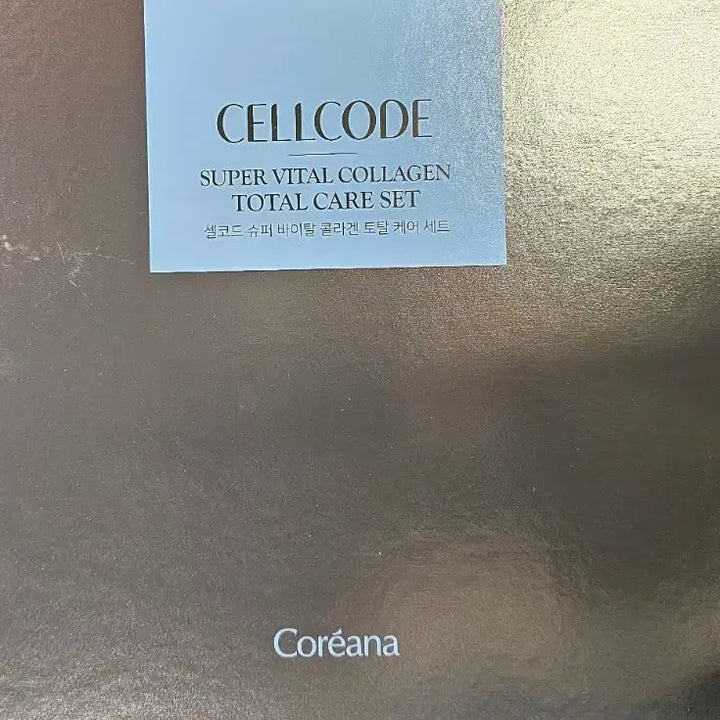 CELLCODE
SUPER VITAL COLLAGEN
TOTAL CARE SET
셀코드 슈퍼 바이탈 콜라겐 토탈 케어 세트
Coréana